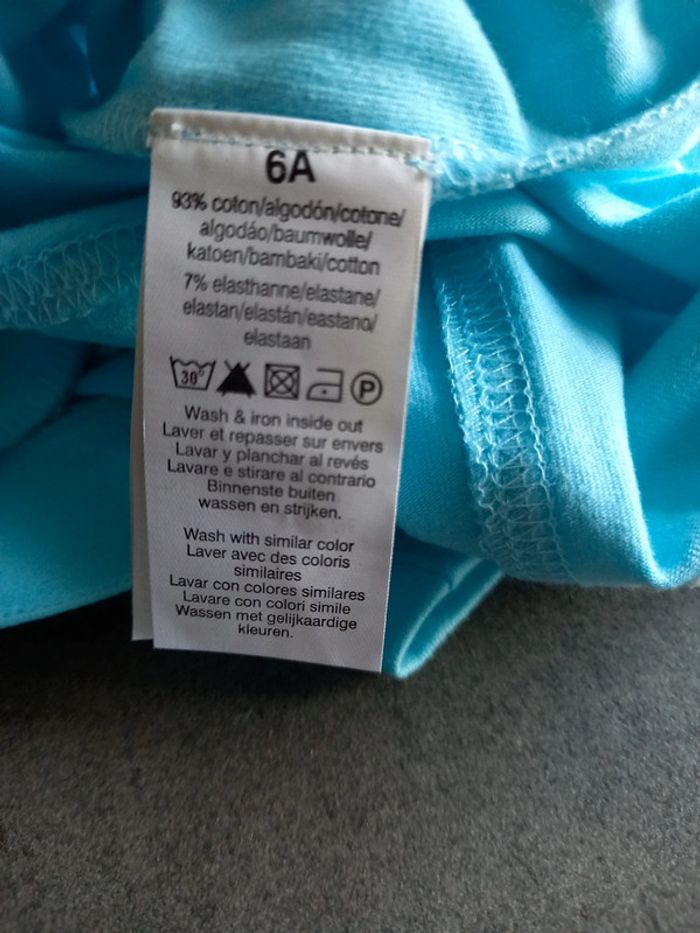 6A
93% coton/algodón/cotone/
algodáo/baumwolle/
katoen/bambaki/cotton
7% elasthanne/elastane/
elastan/elastán/eastano/
elastaan
30°
P
Wash & iron inside out
Laver et repasser sur envers
Lavar y planchar al revés
Lavare e stirare al contrario
Binnenste buiten
wassen en strijken.
Wash with similar color
Laver avec des coloris
similaires
Lavar con colores similares
Lavare con colori simile
Wassen met gelijkaardige
kleuren.